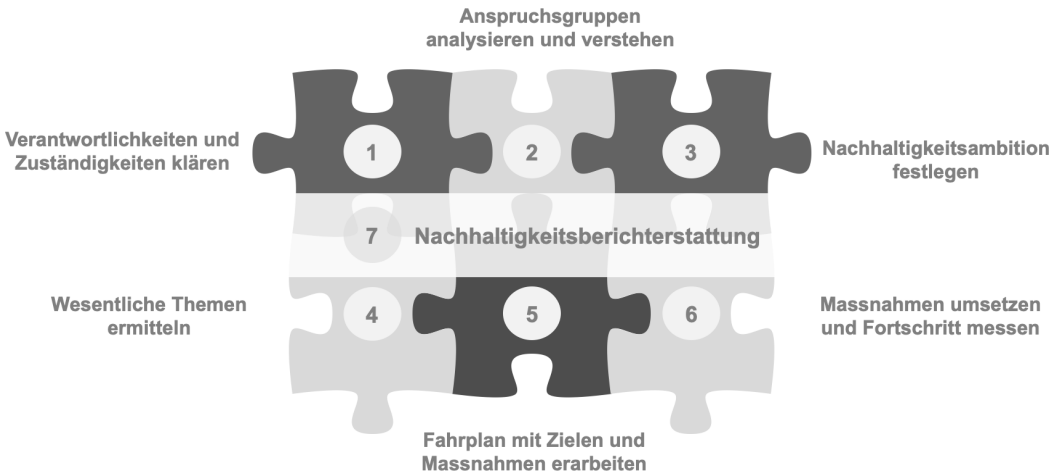 Anspruchsgruppen
analysieren und verstehen
Verantwortlichkeiten und
Zuständigkeiten klären
1
2
3
Nachhaltigkeitsambition
festlegen
7
Nachhaltigkeitsberichterstattung
Wesentliche Themen
ermitteln
4
5
6
Massnahmen umsetzen
und Fortschritt messen
Fahrplan mit Zielen und
Massnahmen erarbeiten